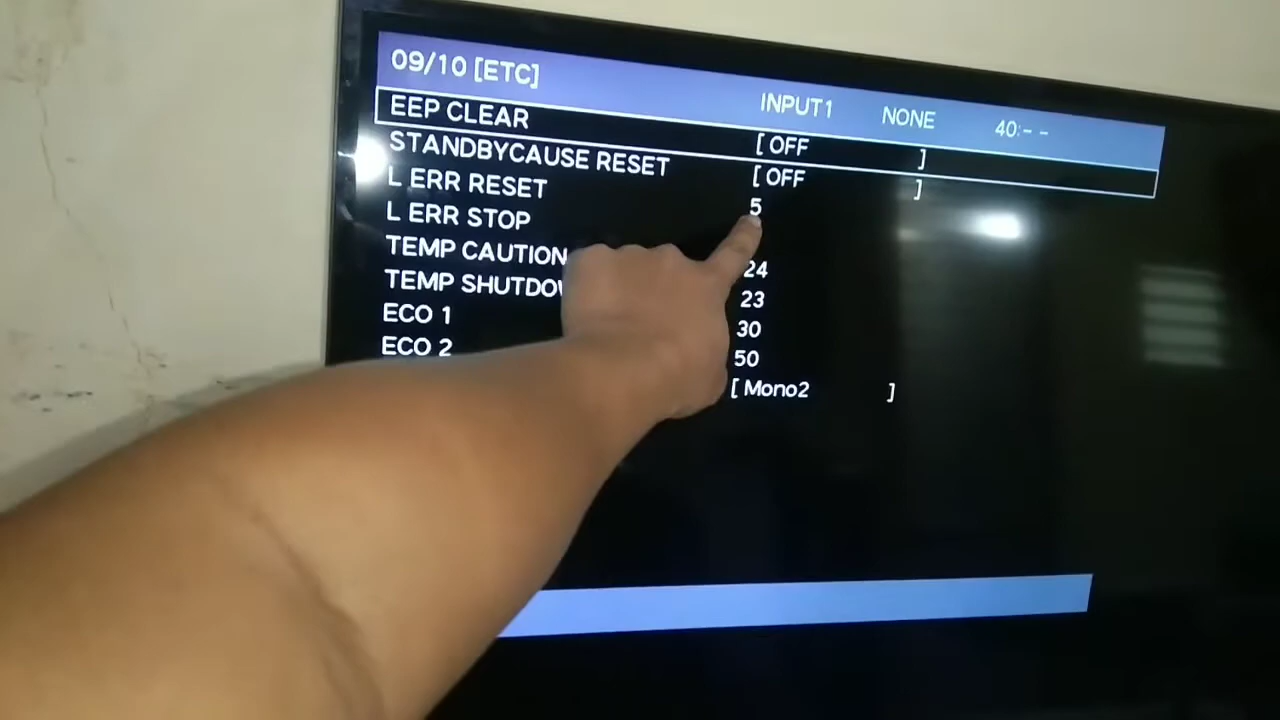 09/10 [ETC] INPUT1 NONE 40:- -
EEP CLEAR [ OFF ]
STANDBYCAUSE RESET [ OFF ]
L ERR RESET 5
L ERR STOP
TEMP CAUTION 24
TEMP SHUTDOW 23
ECO 1 30
ECO 2 50
[ Mono2 ]